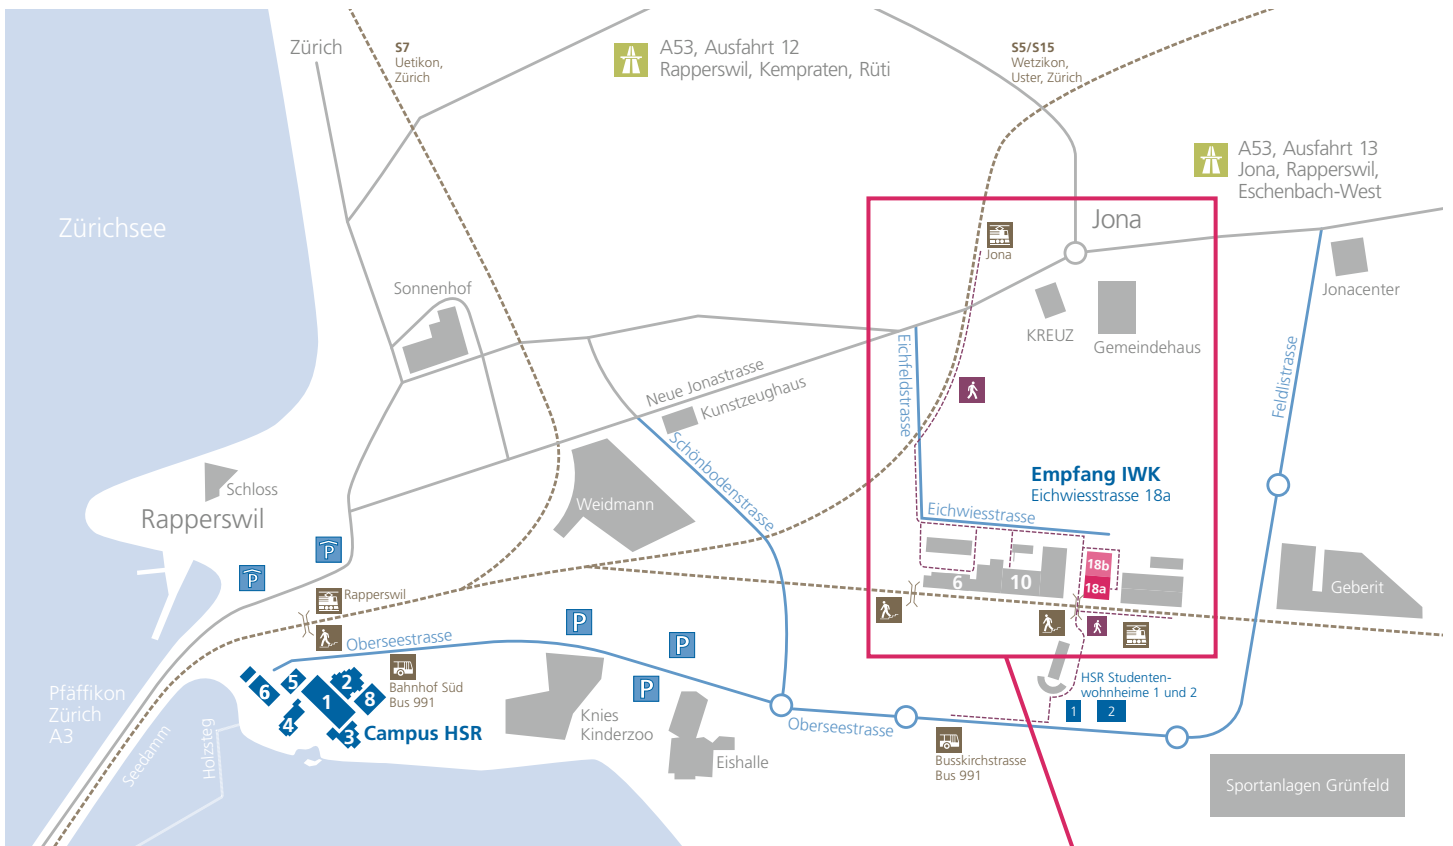 Zürich
S7
Uetikon,
Zürich
A53, Ausfahrt 12
Rapperswil, Kempraten, Rüti
S5/S15
Wetzikon,
Uster, Zürich
A53, Ausfahrt 13
Jona, Rapperswil,
Eschenbach-West
Zürichsee
Jona
Jona
Sonnenhof
Jonacenter
KREUZ
Gemeindehaus
Eichfeldstrasse
Feldlistrasse
Neue Jonastrasse
Kunstzeughaus
Schönbodenstrasse
Schloss
Rapperswil
Weidmann
Empfang IWK
Eichwiesstrasse 18a
Eichwiesstrasse
P
P
6
10
18b
18a
Geberit
Rapperswil
Oberseestrasse
P
P
P
Bahnhof Süd
Bus 991
6
5
2
1
8
4
3
Campus HSR
Pfäffikon
Zürich
A3
Seedamm
Holzsteg
Knies
Kinderzoo
Eishalle
Oberseestrasse
HSR Studenten-
wohnheime 1 und 2
1
2
Busskirchstrasse
Bus 991
Sportanlagen Grünfeld